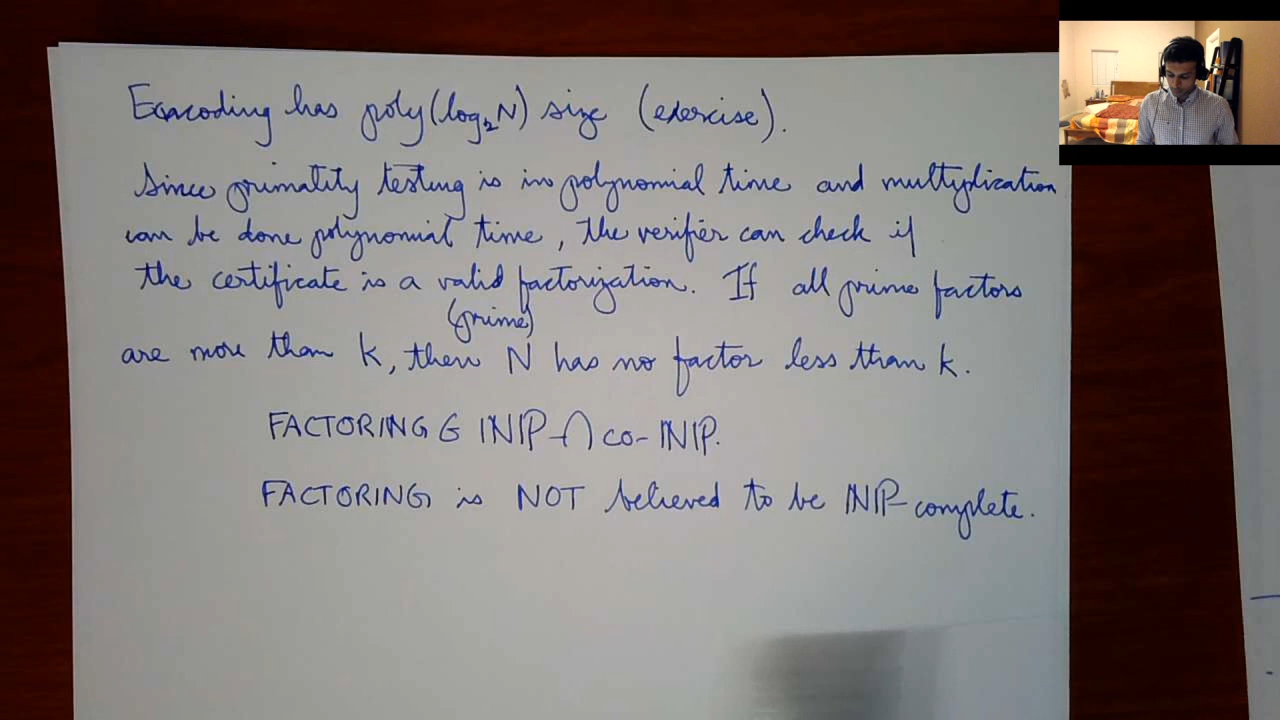 Encoding has poly(log₂N) size (exercise).
Since primality testing is in polynomial time and multiplication
can be done polynomial time, the verifier can check if
the certificate is a valid factorization. If all prime factors
(prime)
are more than k, then N has no factor less than k.
FACTORING ∈ NP ∩ co-NP.
FACTORING is NOT believed to be NP-complete.